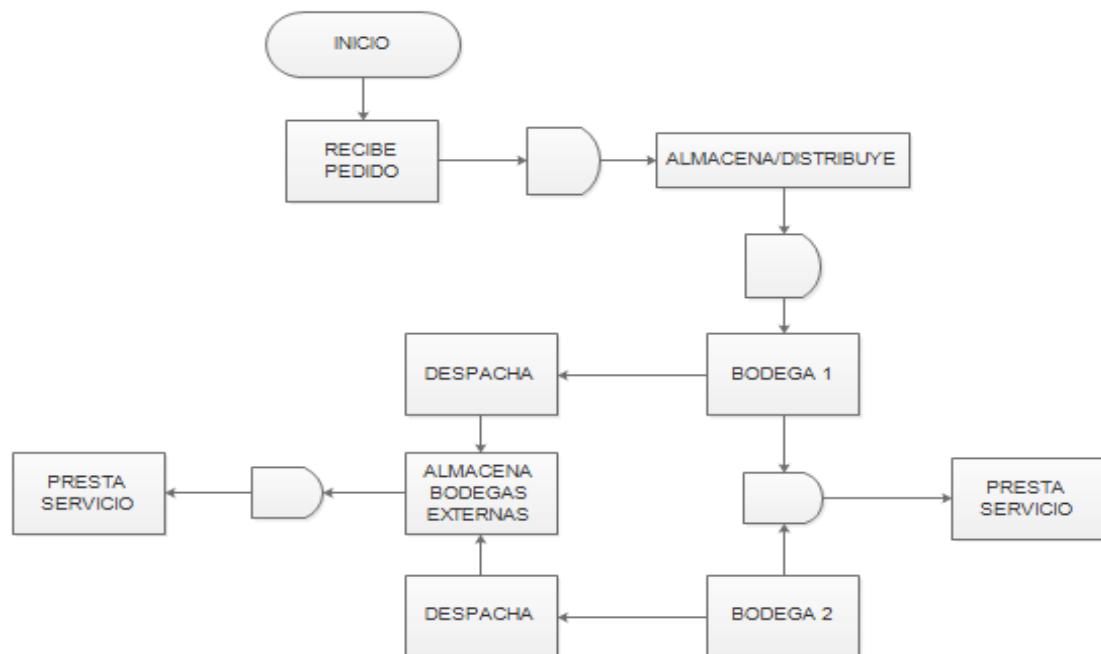 INICIO
RECIBE
PEDIDO
ALMACENA/DISTRIBUYE
DESPACHA
BODEGA 1
PRESTA
SERVICIO
ALMACENA
BODEGAS
EXTERNAS
PRESTA
SERVICIO
DESPACHA
BODEGA 2